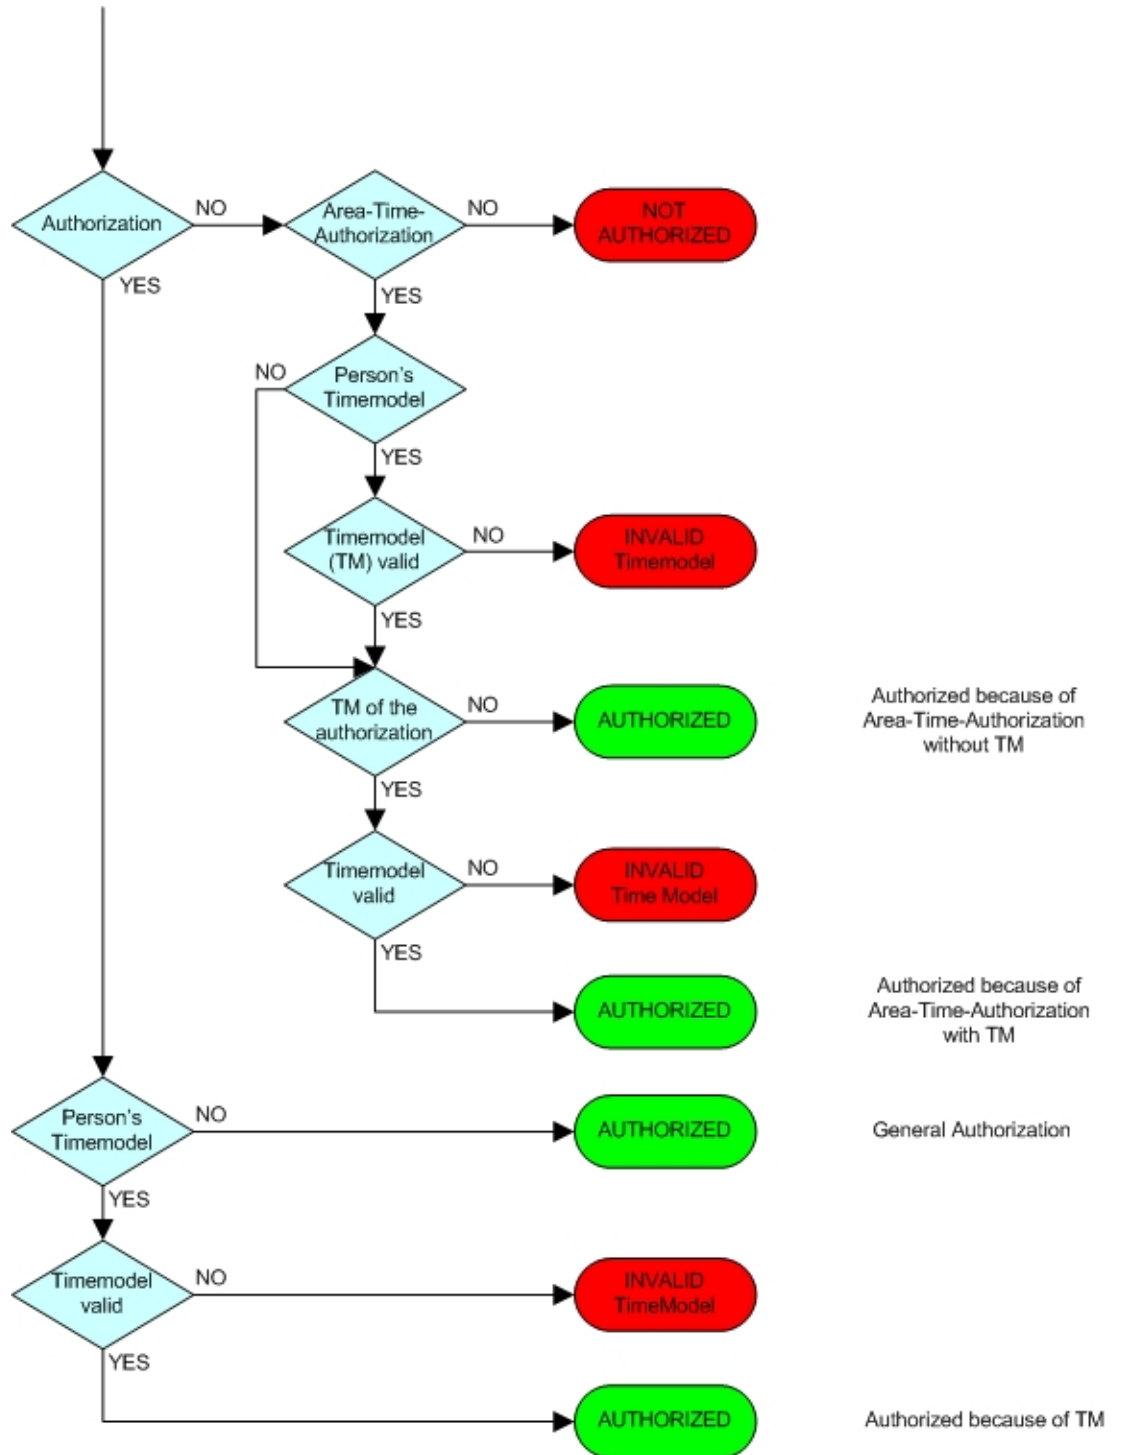 Authorization
NO
Area-Time-
Authorization
NO
NOT
AUTHORIZED
YES
YES
NO
Person's
Timemodel
YES
Timemodel
(TM) valid
NO
INVALID
Timemodel
YES
TM of the
authorization
NO
AUTHORIZED
Authorized because of
Area-Time-Authorization
without TM
YES
Timemodel
valid
NO
INVALID
Time Model
YES
AUTHORIZED
Authorized because of
Area-Time-Authorization
with TM
Person's
Timemodel
NO
AUTHORIZED
General Authorization
YES
Timemodel
valid
NO
INVALID
TimeModel
YES
AUTHORIZED
Authorized because of TM